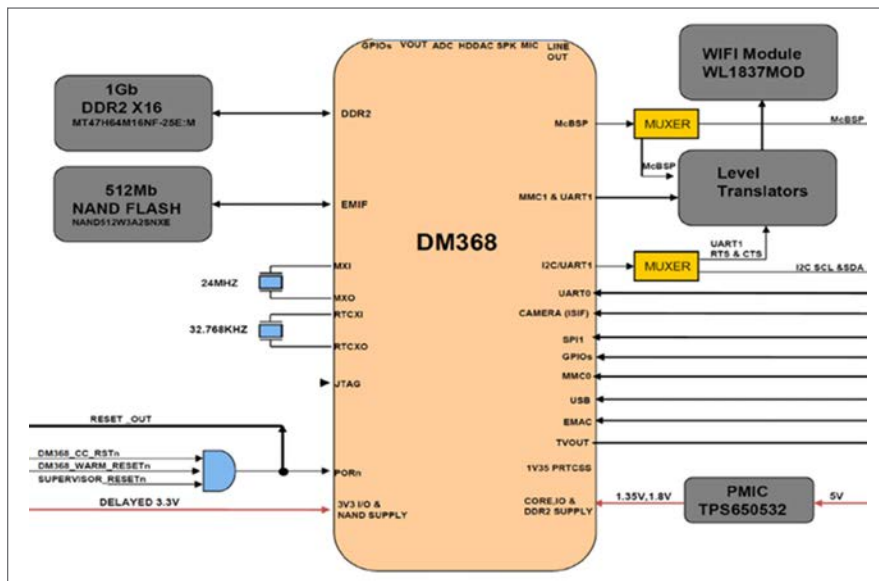 GPIOs VOUT ADC HDDAC SPK MIC LINE OUT
WIFI Module
WL1837MOD
1Gb
DDR2 X16
MT47H64M16NF-25E:M
DDR2
McBSP
MUXER
McBSP
McBSP
Level
Translators
512Mb
NAND FLASH
NAND512W3A2SNXE
EMIF
MMC1 & UART1
DM368
UART1
RTS & CTS
MXI
24MHZ
MXO
I2C/UART1
MUXER
I2C SCL &SDA
UART0
RTCXI
32.768KHZ
RTCXO
CAMERA (ISIF)
SPI1
GPIOs
MMC0
JTAG
USB
EMAC
TVOUT
RESET _OUT
DM368_CC_RSTn
DM368_WARM_RESETn
SUPERVISOR_RESETn
PORn
1V35 PRTCSS
DELAYED 3.3V
3V3 I/O &
NAND SUPPLY
CORE,IO &
DDR2 SUPPLY
1.35V,1.8V
PMIC
TPS650532
5V